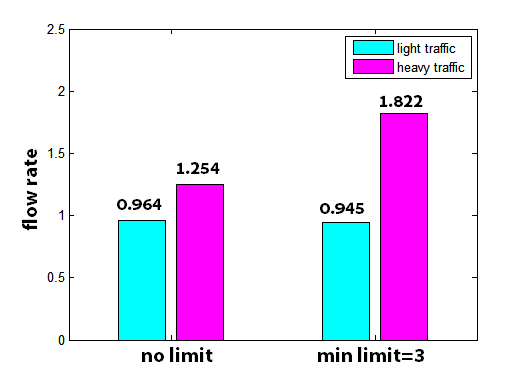 2.5
light traffic
heavy traffic
2
1.822
1.5
1.254
0.964
0.945
1
flow rate
0.5
0
no limit
min limit=3